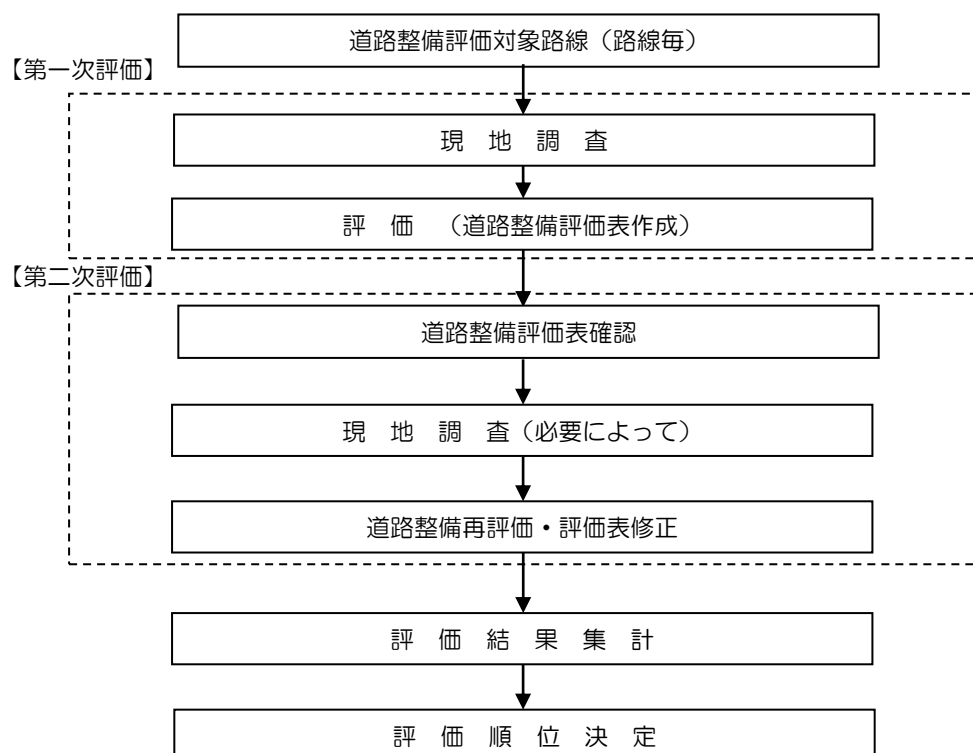 道路整備評価対象路線（路線毎）
【第一次評価】
現　地　調　査
評　価　（道路整備評価表作成）
【第二次評価】
道路整備評価表確認
現　地　調　査（必要によって）
道路整備再評価・評価表修正
評　価　結　果　集　計
評　価　順　位　決　定